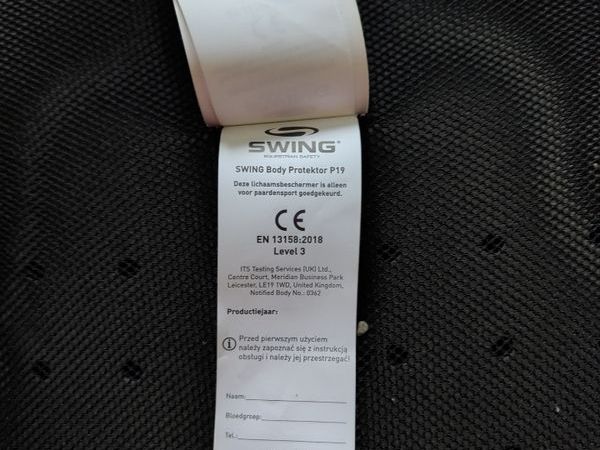 SWING®
EQUESTRIAN SAFETY
SWING Body Protektor P19
Deze lichaamsbeschermer is alleen
voor paardensport goedgekeurd.
CE
EN 13158:2018
Level 3
ITS Testing Services (UK) Ltd.,
Centre Court, Meridian Business Park
Leicester, LE19 1WD, United Kingdom,
Notified Body No.: 0362
Productiejaar:
i Przed pierwszym użyciem
należy zapoznać się z instrukcją
obsługi i należy jej przestrzegać!
Naam:
Bloedgroep:
Tel.: